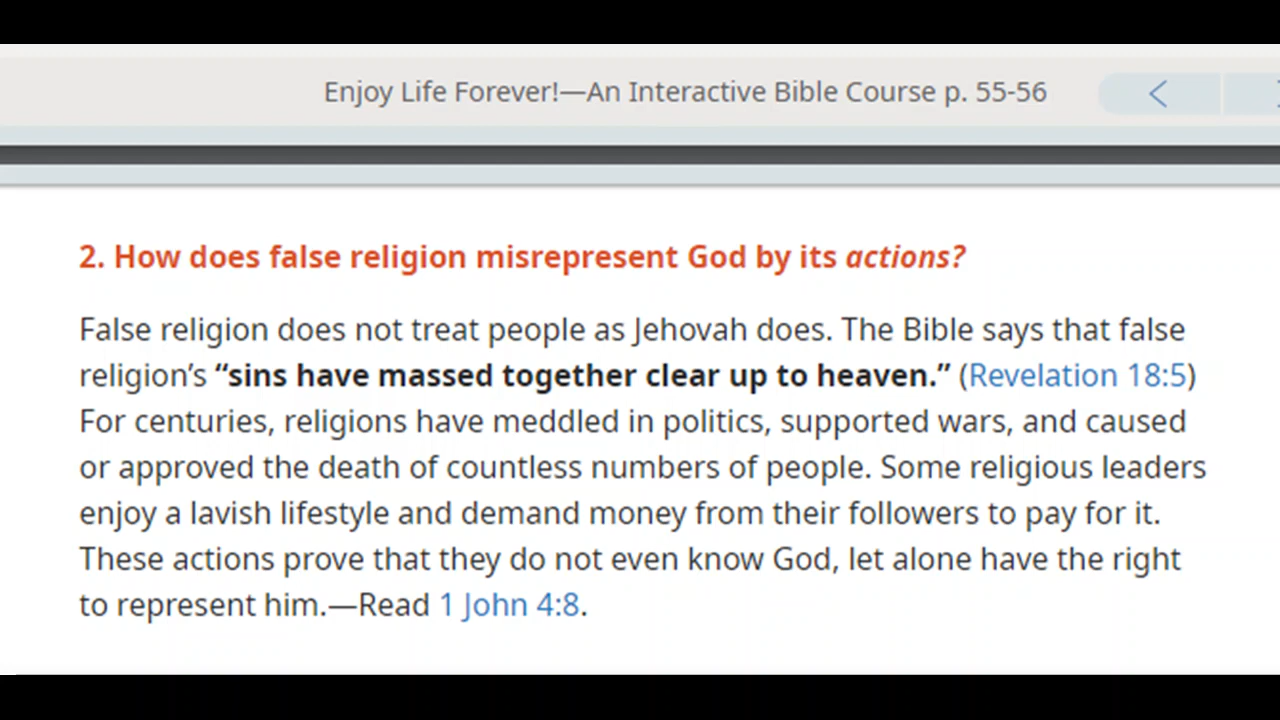 Enjoy Life Forever!—An Interactive Bible Course p. 55-56
2. How does false religion misrepresent God by its actions?
False religion does not treat people as Jehovah does. The Bible says that false
religion’s “sins have massed together clear up to heaven.” (Revelation 18:5)
For centuries, religions have meddled in politics, supported wars, and caused
or approved the death of countless numbers of people. Some religious leaders
enjoy a lavish lifestyle and demand money from their followers to pay for it.
These actions prove that they do not even know God, let alone have the right
to represent him.—Read 1 John 4:8.